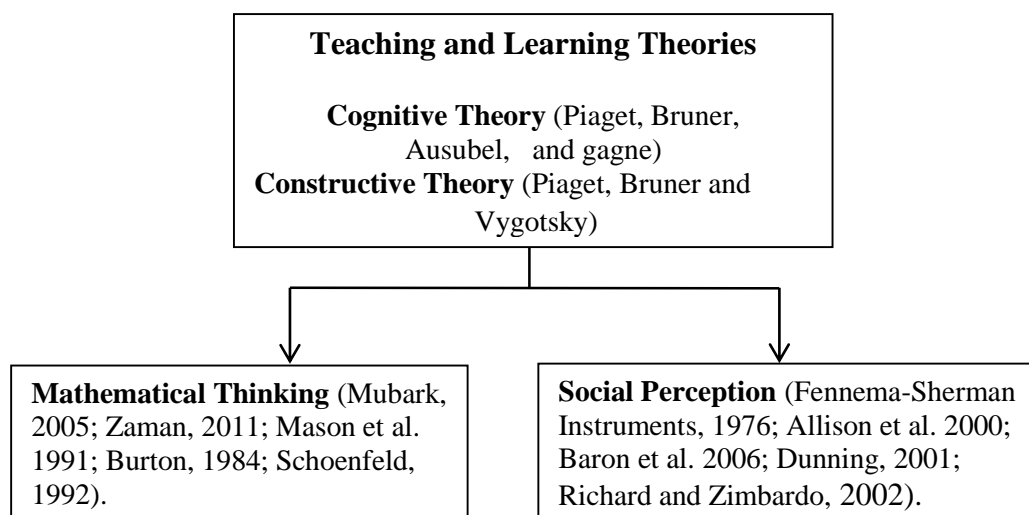 Teaching and Learning Theories
Cognitive Theory (Piaget, Bruner,
Ausubel, and gagne)
Constructive Theory (Piaget, Bruner and
Vygotsky)
Mathematical Thinking (Mubark,
2005; Zaman, 2011; Mason et al.
1991; Burton, 1984; Schoenfeld,
1992).
Social Perception (Fennema-Sherman
Instruments, 1976; Allison et al. 2000;
Baron et al. 2006; Dunning, 2001;
Richard and Zimbardo, 2002).